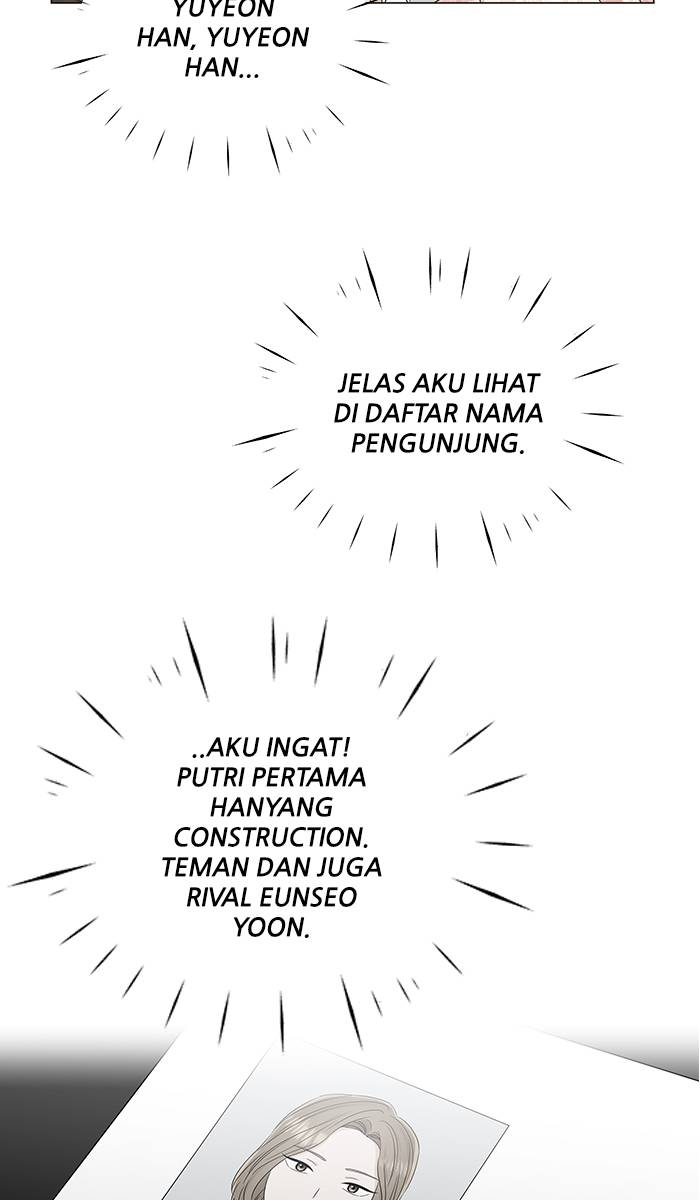 YUYEON
HAN, YUYEON
HAN...
JELAS AKU LIHAT
DI DAFTAR NAMA
PENGUNJUNG.
..AKU INGAT!
PUTRI PERTAMA
HANYANG
CONSTRUCTION.
TEMAN DAN JUGA
RIVAL EUNSEO
YOON.